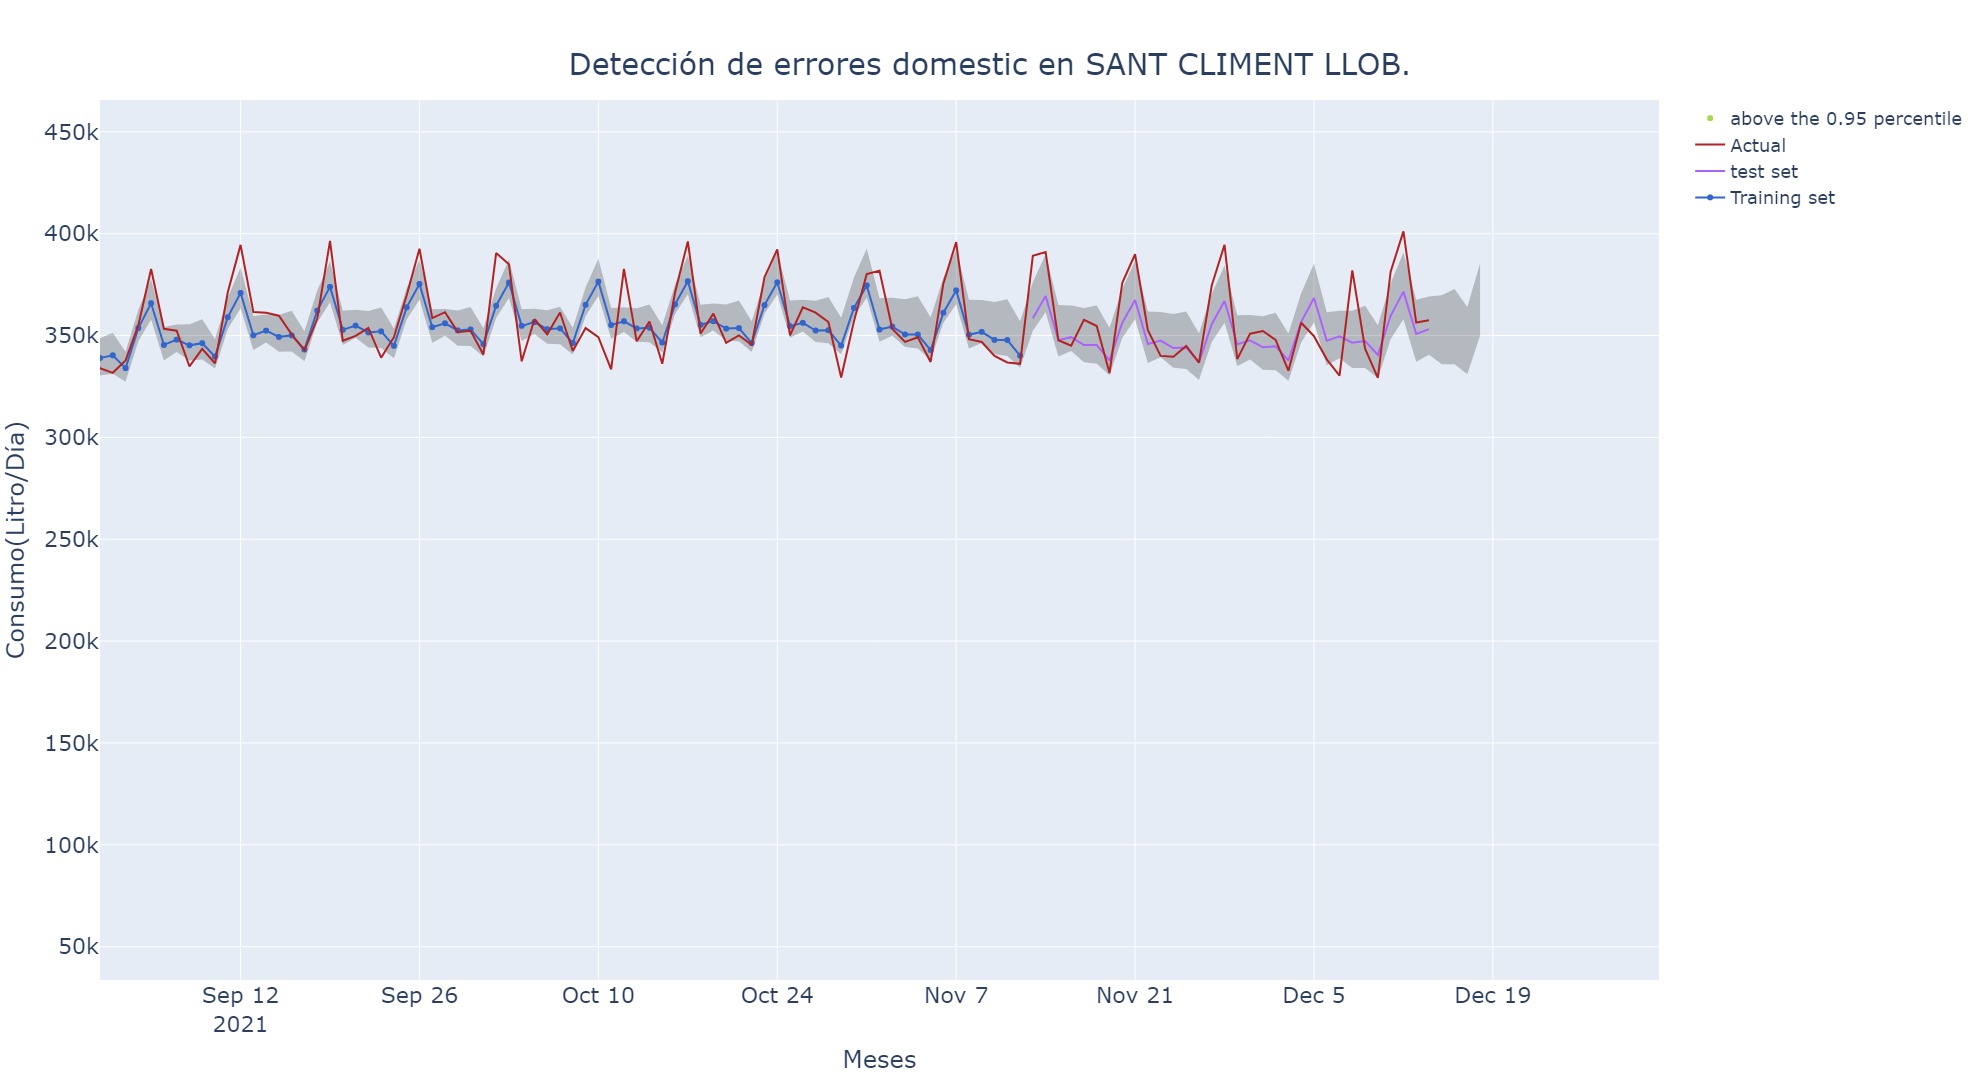 Detección de errores domestic en SANT CLIMENT LLOB.
above the 0.95 percentile
Actual
test set
Training set
450k
400k
350k
300k
250k
200k
150k
100k
50k
Consumo(Litro/Día)
Sep 12
2021
Sep 26
Oct 10
Oct 24
Nov 7
Nov 21
Dec 5
Dec 19
Meses